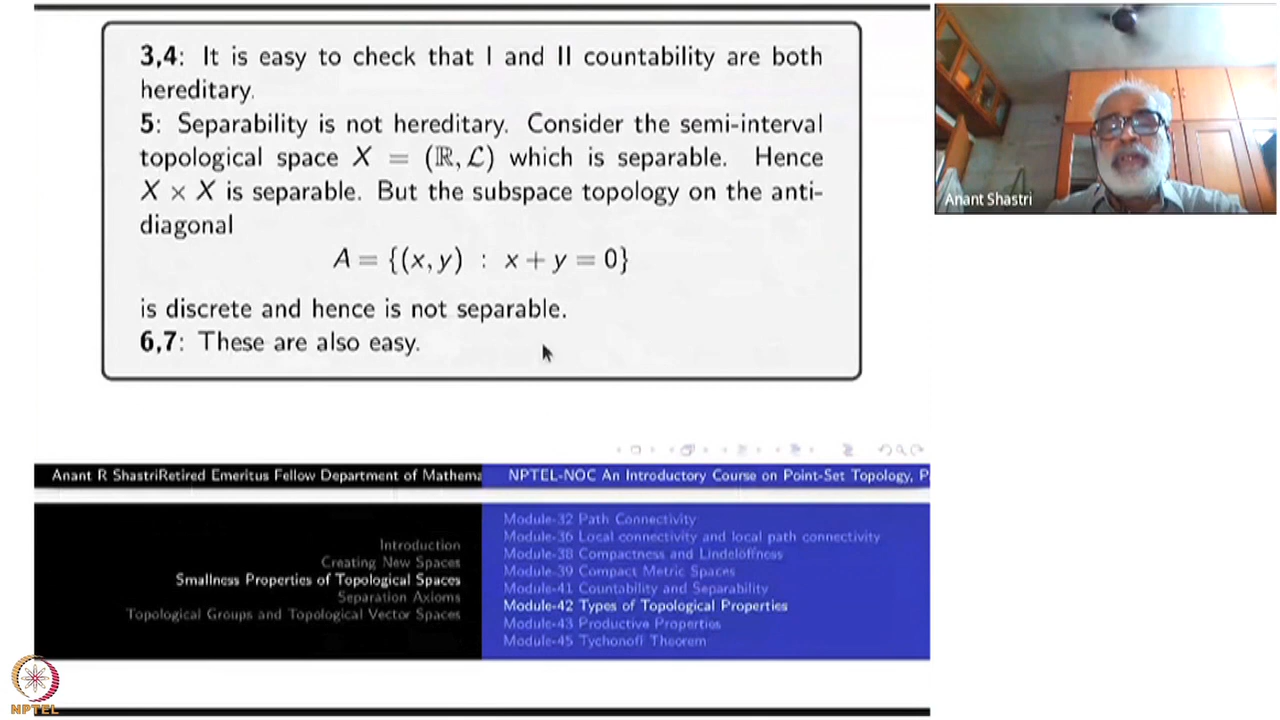 3,4: It is easy to check that I and II countability are both
hereditary.
5: Separability is not hereditary. Consider the semi-interval
topological space X = (ℝ, ℒ) which is separable. Hence
X × X is separable. But the subspace topology on the anti-
diagonal
A = {(x, y) : x + y = 0}
is discrete and hence is not separable.
6,7: These are also easy.
Anant Shastri
Anant R ShastriRetired Emeritus Fellow Department of Mathema
NPTEL-NOC An Introductory Course on Point-Set Topology, P
Introduction
Creating New Spaces
Smallness Properties of Topological Spaces
Separation Axioms
Topological Groups and Topological Vector Spaces
Module-32 Path Connectivity
Module-36 Local connectivity and local path connectivity
Module-38 Compactness and Lindeloffness
Module-39 Compact Metric Spaces
Module-41 Countability and Separability
Module-42 Types of Topological Properties
Module-43 Productive Properties
Module-45 Tychonoff Theorem
NPTEL